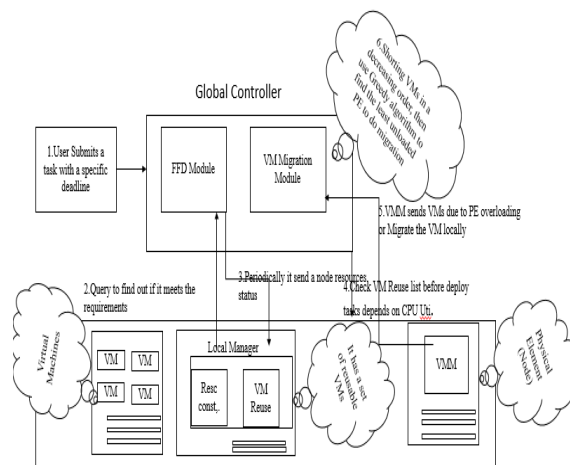 6.Shorting VMs in a
decreasing order, then
use Greedy algorithm to
find the least unloaded
PE to do migration
Global Controller
1.User Submits a
task with a specific
deadline
FFD Module
VM Migration
Module
5.VMM sends VMs due to PE overloading
or Migrate the VM locally
3.Periodically it send a node resources
status
4.Check VM Reuse list before deploy
tasks depends on CPU Uti.
2.Query to find out if it meets the
requirements
Virtual
Machines
VM
VM
VM
VM
Local Manager
Resc
const,.
VM
Reuse
It has a set
of reusable
VMs
VMM
Physical
Element
(Node)